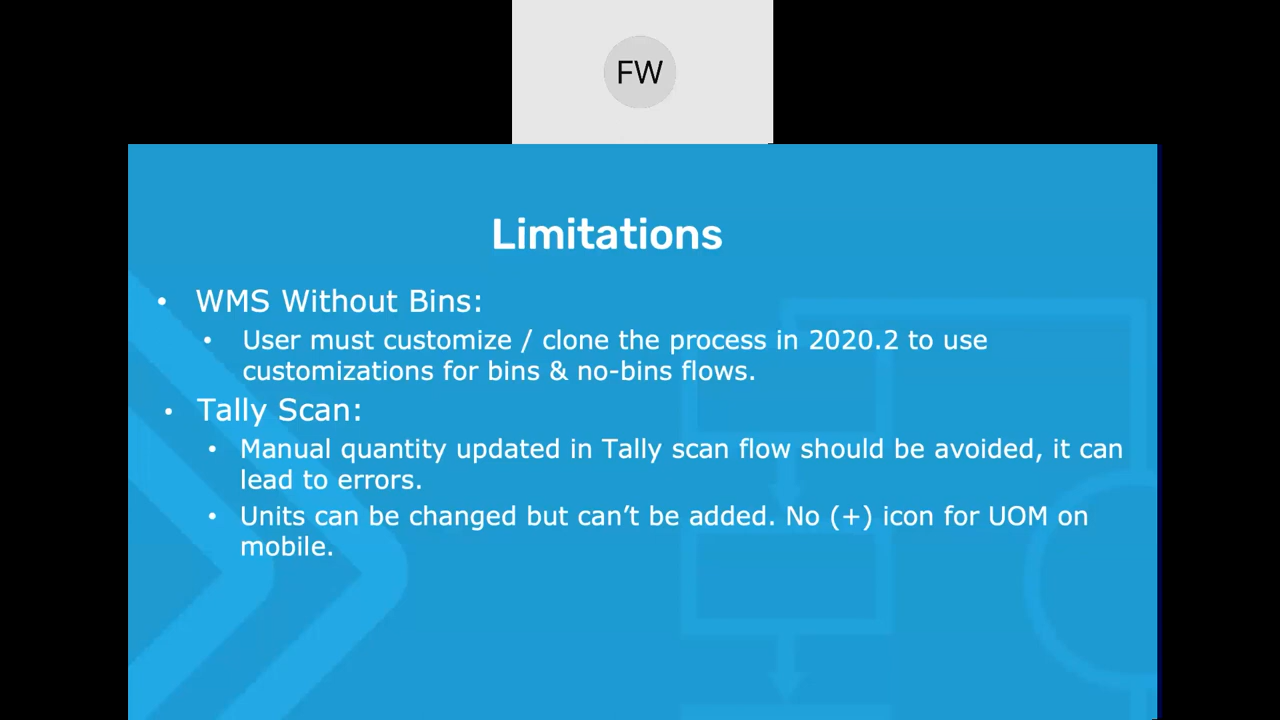 FW
Limitations
• WMS Without Bins:
• User must customize / clone the process in 2020.2 to use
customizations for bins & no-bins flows.
• Tally Scan:
• Manual quantity updated in Tally scan flow should be avoided, it can
lead to errors.
• Units can be changed but can’t be added. No (+) icon for UOM on
mobile.